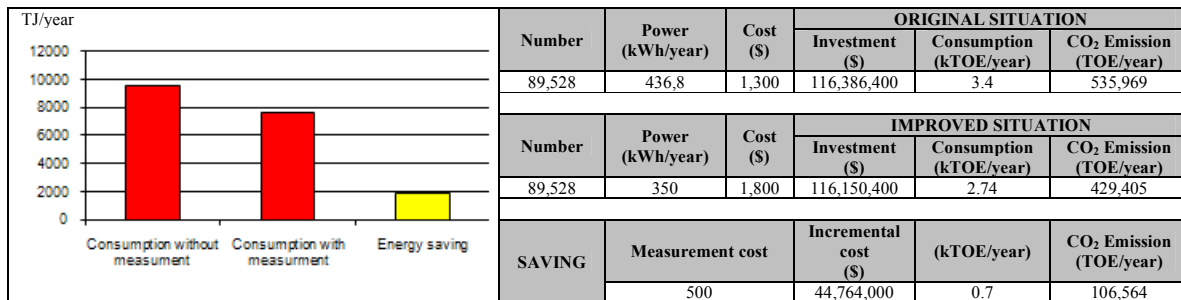 TJ/year
12000
10000
8000
6000
4000
2000
0
Consumption without measument
Consumption with measurment
Energy saving
Number Power (kWh/year) Cost ($) ORIGINAL SITUATION
Investment ($) Consumption (kTOE/year) CO₂ Emission (TOE/year)
89,528 436,8 1,300 116,386,400 3.4 535,969
Number Power (kWh/year) Cost ($) IMPROVED SITUATION
Investment ($) Consumption (kTOE/year) CO₂ Emission (TOE/year)
89,528 350 1,800 116,150,400 2.74 429,405
SAVING Measurement cost Incremental cost ($) (kTOE/year) CO₂ Emission (TOE/year)
500 44,764,000 0.7 106,564